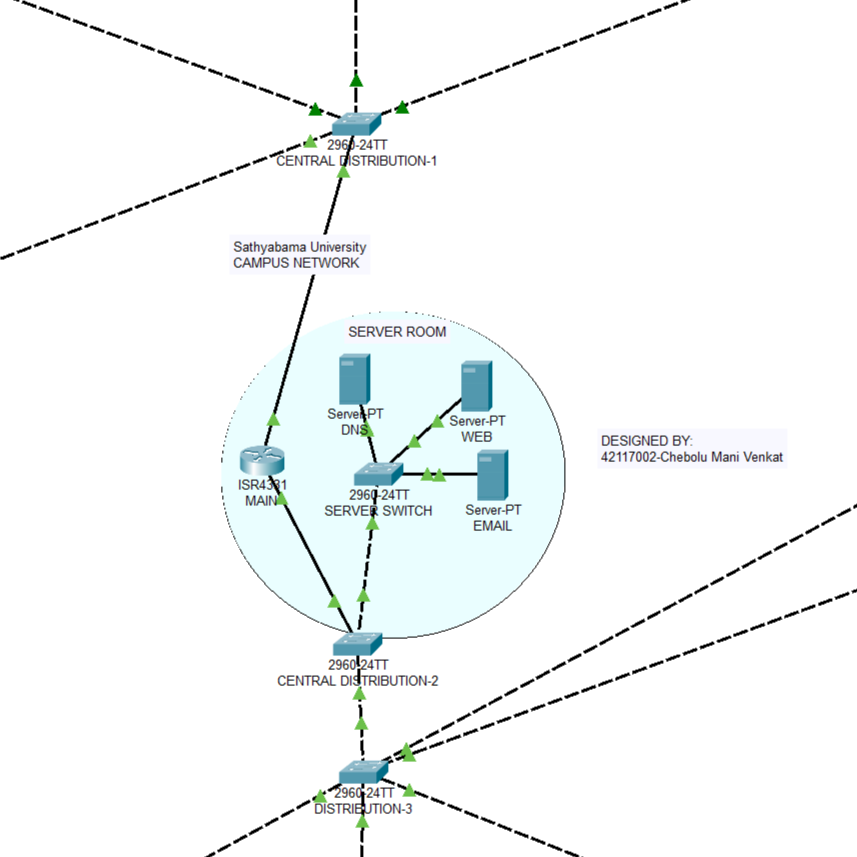 2960-24TT
CENTRAL DISTRIBUTION-1
Sathyabama University
CAMPUS NETWORK
SERVER ROOM
Server-PT
DNS
Server-PT
WEB
DESIGNED BY:
42117002-Chebolu Mani Venkat
ISR4331
MAIN
2960-24TT
SERVER SWITCH
Server-PT
EMAIL
2960-24TT
CENTRAL DISTRIBUTION-2
2960-24TT
DISTRIBUTION-3